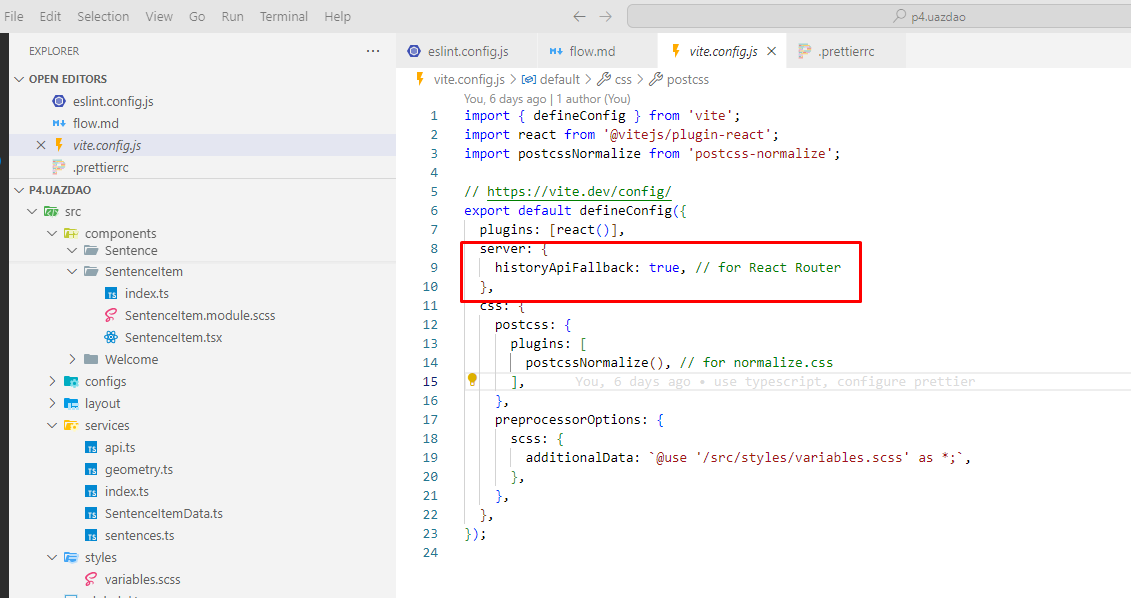 File Edit Selection View Go Run Terminal Help
p4.uazdao
EXPLORER
OPEN EDITORS
eslint.config.js
flow.md
vite.config.js
.prettierrc
P4.UAZDAO
src
components
Sentence
SentenceItem
index.ts
SentenceItem.module.scss
SentenceItem.tsx
Welcome
configs
layout
services
api.ts
geometry.ts
index.ts
SentenceItemData.ts
sentences.ts
styles
variables.scss
eslint.config.js flow.md vite.config.js .prettierrc
vite.config.js > default > css > postcss
You, 6 days ago | 1 author (You)
1 import { defineConfig } from 'vite';
2 import react from '@vitejs/plugin-react';
3 import postcssNormalize from 'postcss-normalize';
4
5 // https://vite.dev/config/
6 export default defineConfig({
7 plugins: [react()],
8 server: {
9 historyApiFallback: true, // for React Router
10 },
11 css: {
12 postcss: {
13 plugins: [
14 postcssNormalize(), // for normalize.css
15 ], You, 6 days ago • use typescript, configure prettier
16 },
17 preprocessorOptions: {
18 scss: {
19 additionalData: `@use '/src/styles/variables.scss' as *;`,
20 },
21 },
22 },
23 });
24